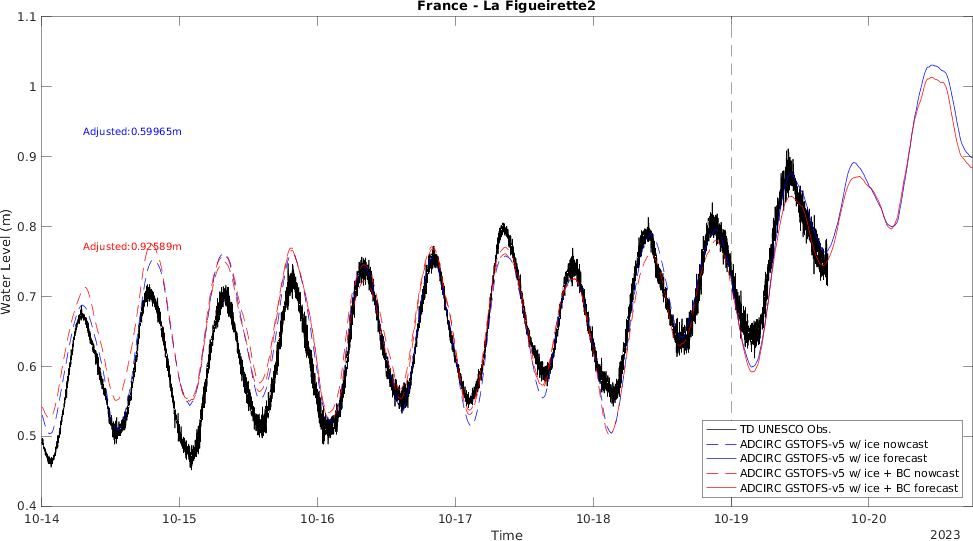 France - La Figueirette2
1.1
1
0.9
0.8
0.7
0.6
0.5
0.4
Water Level (m)
Adjusted:0.59965m
Adjusted:0.92589m
TD UNESCO Obs.
ADCIRC GSTOFS-v5 w/ ice nowcast
ADCIRC GSTOFS-v5 w/ ice forecast
ADCIRC GSTOFS-v5 w/ ice + BC nowcast
ADCIRC GSTOFS-v5 w/ ice + BC forecast
10-14 10-15 10-16 10-17 10-18 10-19 10-20
Time
2023